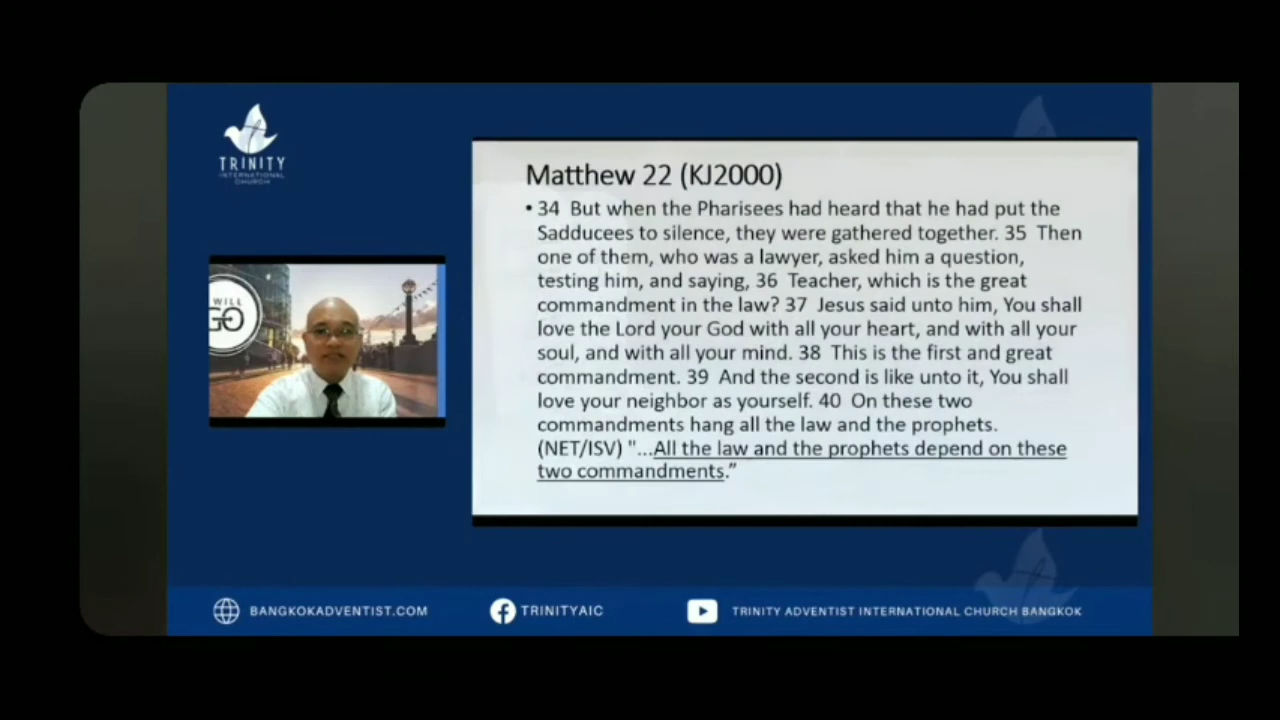 TRINITY
INTERNATIONAL
CHURCH
WILL
GO
Matthew 22 (KJ2000)
• 34 But when the Pharisees had heard that he had put the
Sadducees to silence, they were gathered together. 35 Then
one of them, who was a lawyer, asked him a question,
testing him, and saying, 36 Teacher, which is the great
commandment in the law? 37 Jesus said unto him, You shall
love the Lord your God with all your heart, and with all your
soul, and with all your mind. 38 This is the first and great
commandment. 39 And the second is like unto it, You shall
love your neighbor as yourself. 40 On these two
commandments hang all the law and the prophets.
(NET/ISV) "...All the law and the prophets depend on these
two commandments.”
BANGKOKADVENTIST.COM
TRINITYAIC
TRINITY ADVENTIST INTERNATIONAL CHURCH BANGKOK